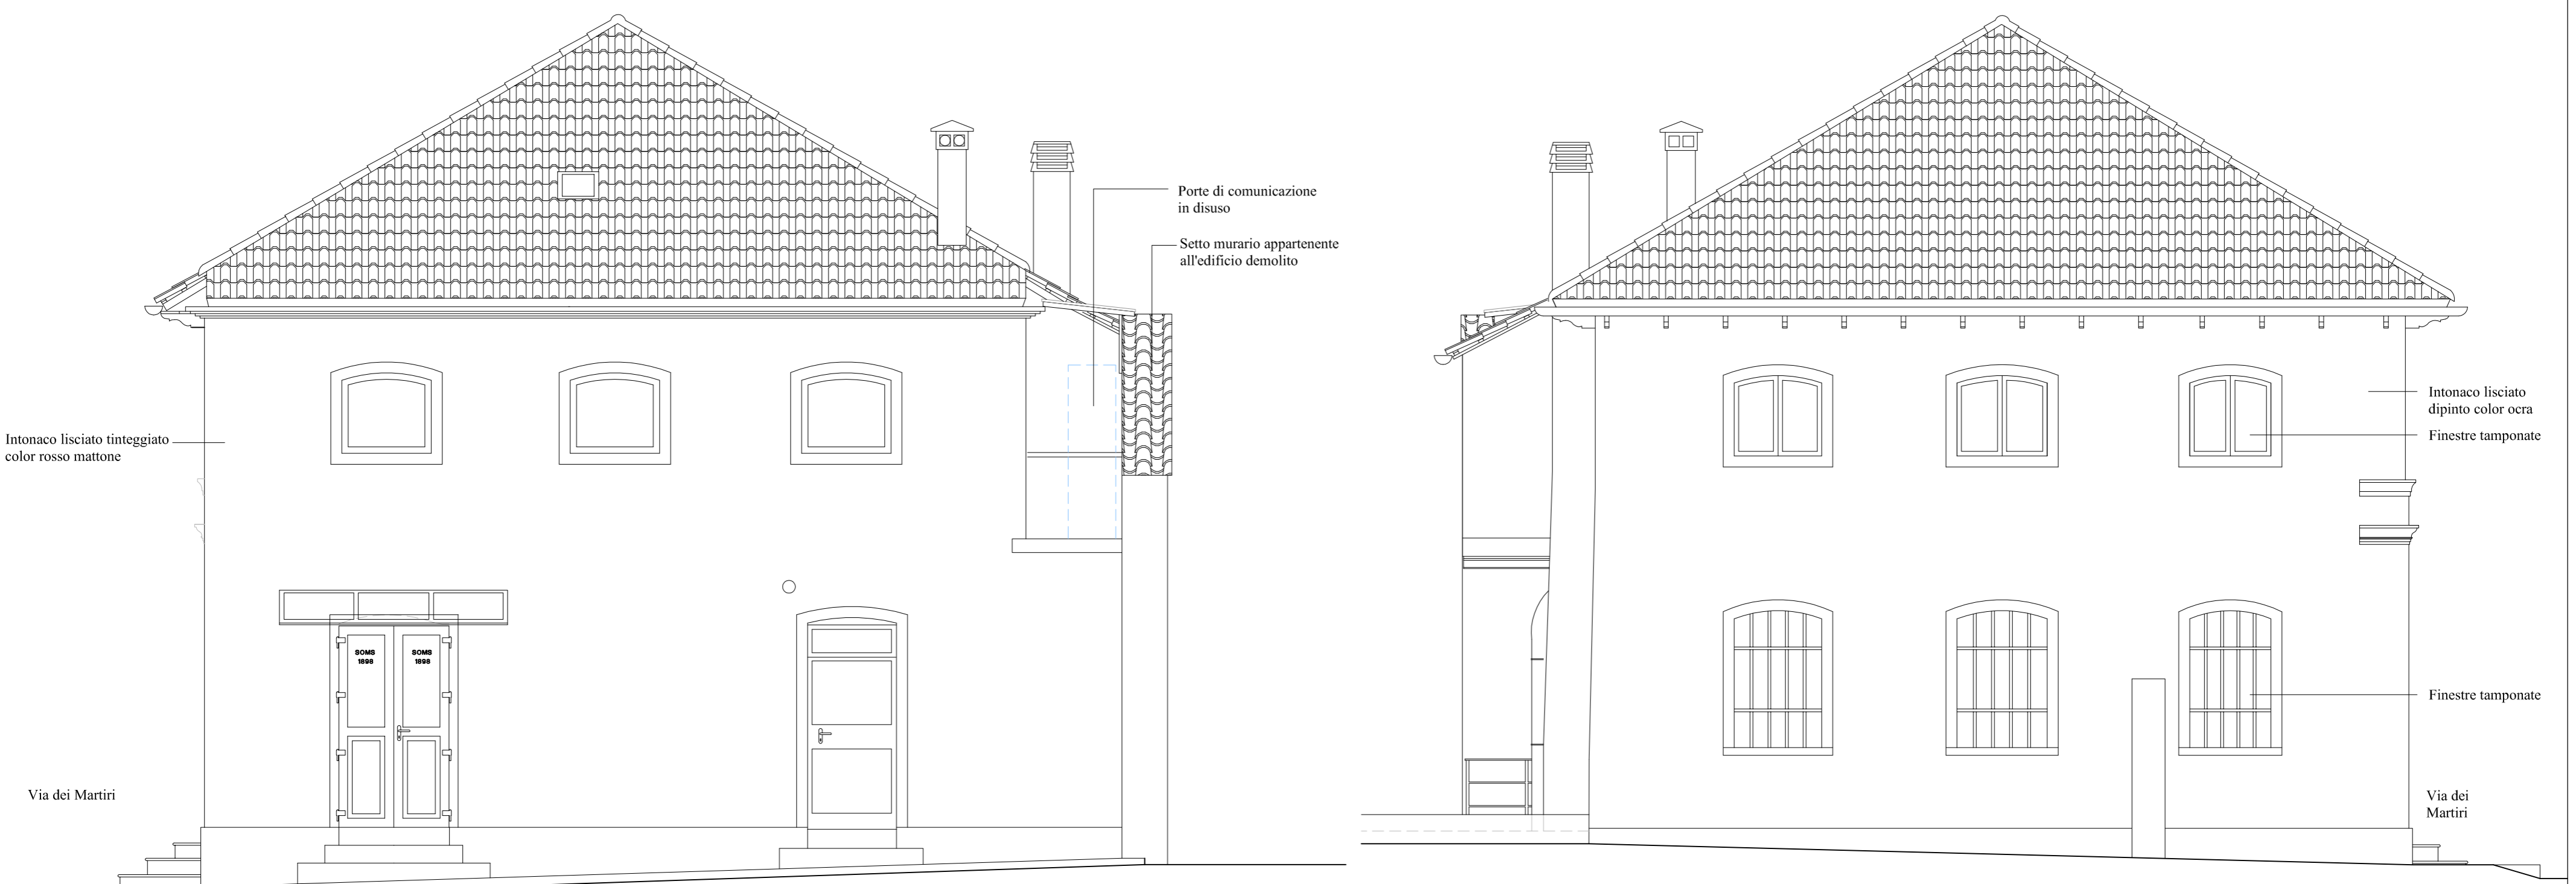 Porte di comunicazione
in disuso
Setto murario appartenente
all'edificio demolito
Intonaco lisciato tinteggiato
color rosso mattone
SOMS
1898
SOMS
1898
Via dei Martiri
Intonaco lisciato
dipinto color ocra
Finestre tamponate
Finestre tamponate
Via dei
Martiri